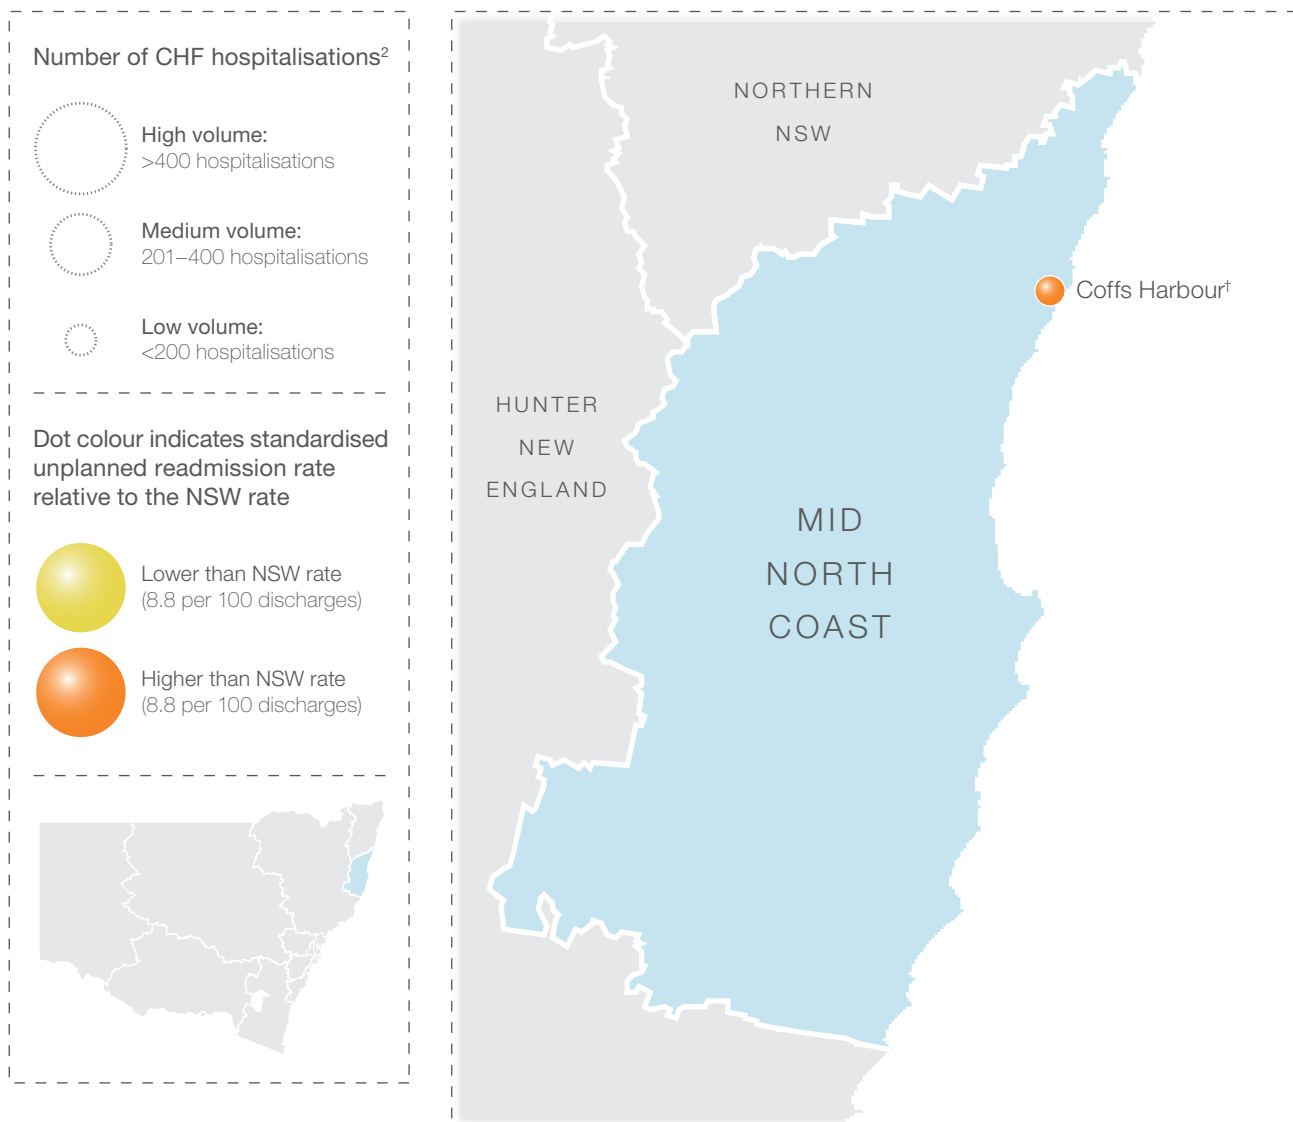 Number of CHF hospitalisations²
High volume:
>400 hospitalisations
Medium volume:
201–400 hospitalisations
Low volume:
<200 hospitalisations
Dot colour indicates standardised
unplanned readmission rate
relative to the NSW rate
Lower than NSW rate
(8.8 per 100 discharges)
Higher than NSW rate
(8.8 per 100 discharges)
NORTHERN
NSW
Coffs Harbour†
HUNTER
NEW
ENGLAND
MID
NORTH
COAST